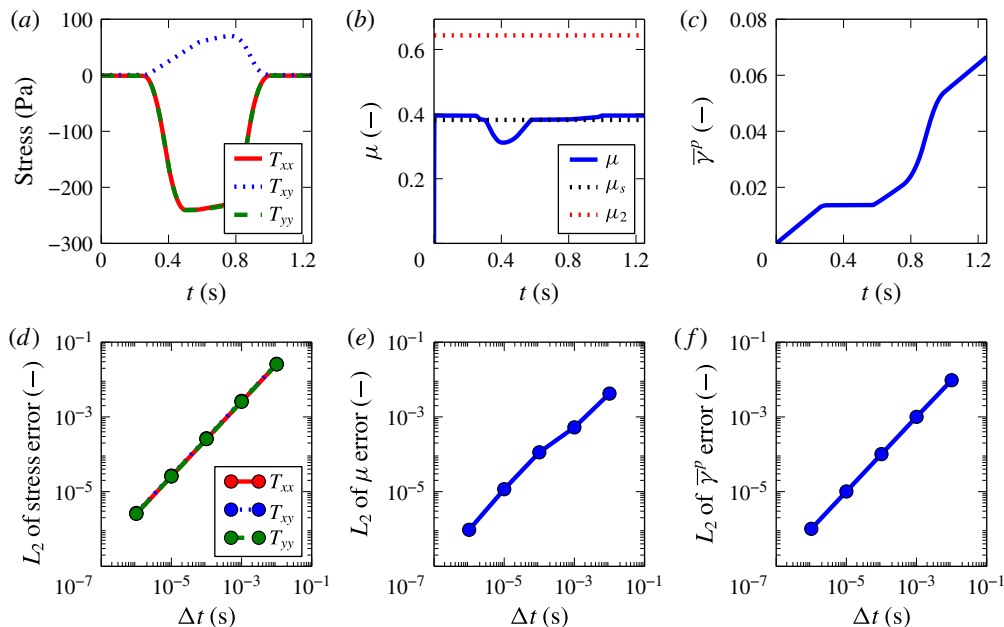 (a)
100
0
−100
−200
−300
Stress (Pa)
T_xx
T_xy
T_yy
0 0.4 0.8 1.2
t (s)
(b)
0.6
0.4
0.2
0
μ (—)
μ
μ_s
μ_2
0 0.4 0.8 1.2
t (s)
(c)
0.08
0.06
0.04
0.02
γ̅^p (—)
0 0.4 0.8 1.2
t (s)
(d)
10^−1
10^−3
10^−5
10^−7
L_2 of stress error (—)
T_xx
T_xy
T_yy
10^−5 10^−3 10^−1
Δt (s)
(e)
10^−1
10^−3
10^−5
10^−7
L_2 of μ error (—)
10^−5 10^−3 10^−1
Δt (s)
(f)
10^−1
10^−3
10^−5
10^−7
L_2 of γ̅^p error (—)
10^−5 10^−3 10^−1
Δt (s)